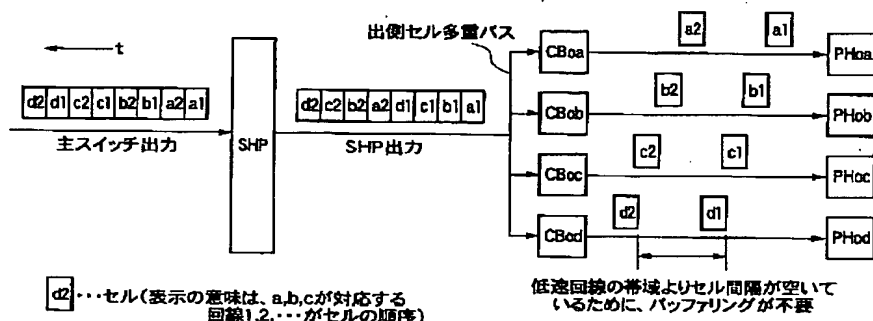 t
出側セル多重バス
d2 d1 c2 c1 b2 b1 a2 a1
主スイッチ出力
SHP
d2 c2 b2 a2 d1 c1 b1 a1
SHP出力
CBoa
a2
a1
PHoa
CBob
b2
b1
PHob
CBoc
c2
c1
PHoc
CBod
d2
d1
PHod
d2 ・・・セル(表示の意味は、a,b,cが対応する
回線1,2,・・・がセルの順序)
低速回線の帯域よりセル間隔が空いて
いるために、バッファリングが不要